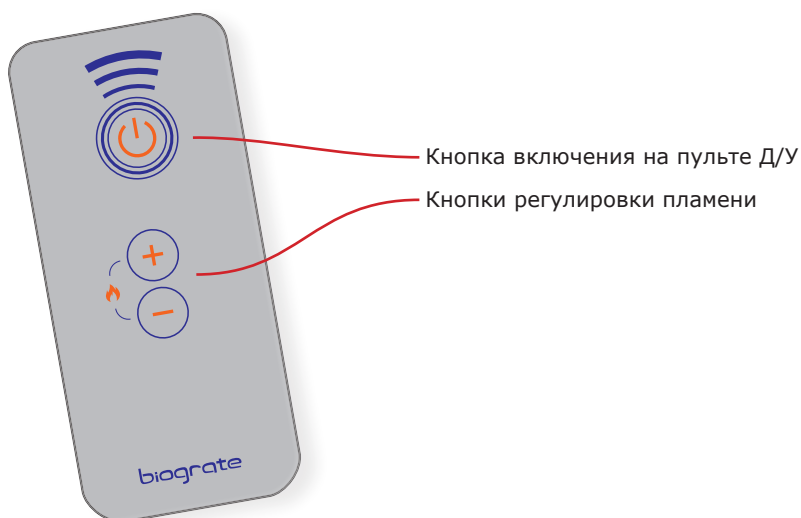 Кнопка включения на пульте Д/У
Кнопки регулировки пламени
biograte